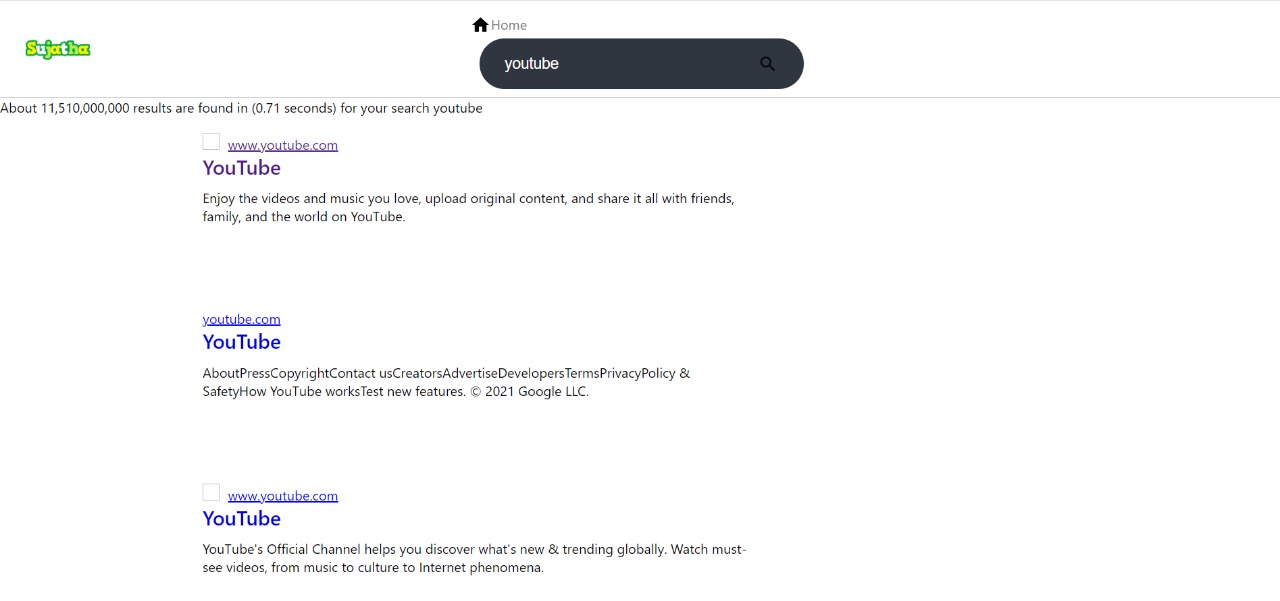 Home
Sujatha
youtube
About 11,510,000,000 results are found in (0.71 seconds) for your search youtube
www.youtube.com
YouTube
Enjoy the videos and music you love, upload original content, and share it all with friends,
family, and the world on YouTube.
youtube.com
YouTube
AboutPressCopyrightContact usCreatorsAdvertiseDevelopersTermsPrivacyPolicy &
SafetyHow YouTube worksTest new features. © 2021 Google LLC.
www.youtube.com
YouTube
YouTube's Official Channel helps you discover what's new & trending globally. Watch must-
see videos, from music to culture to Internet phenomena.